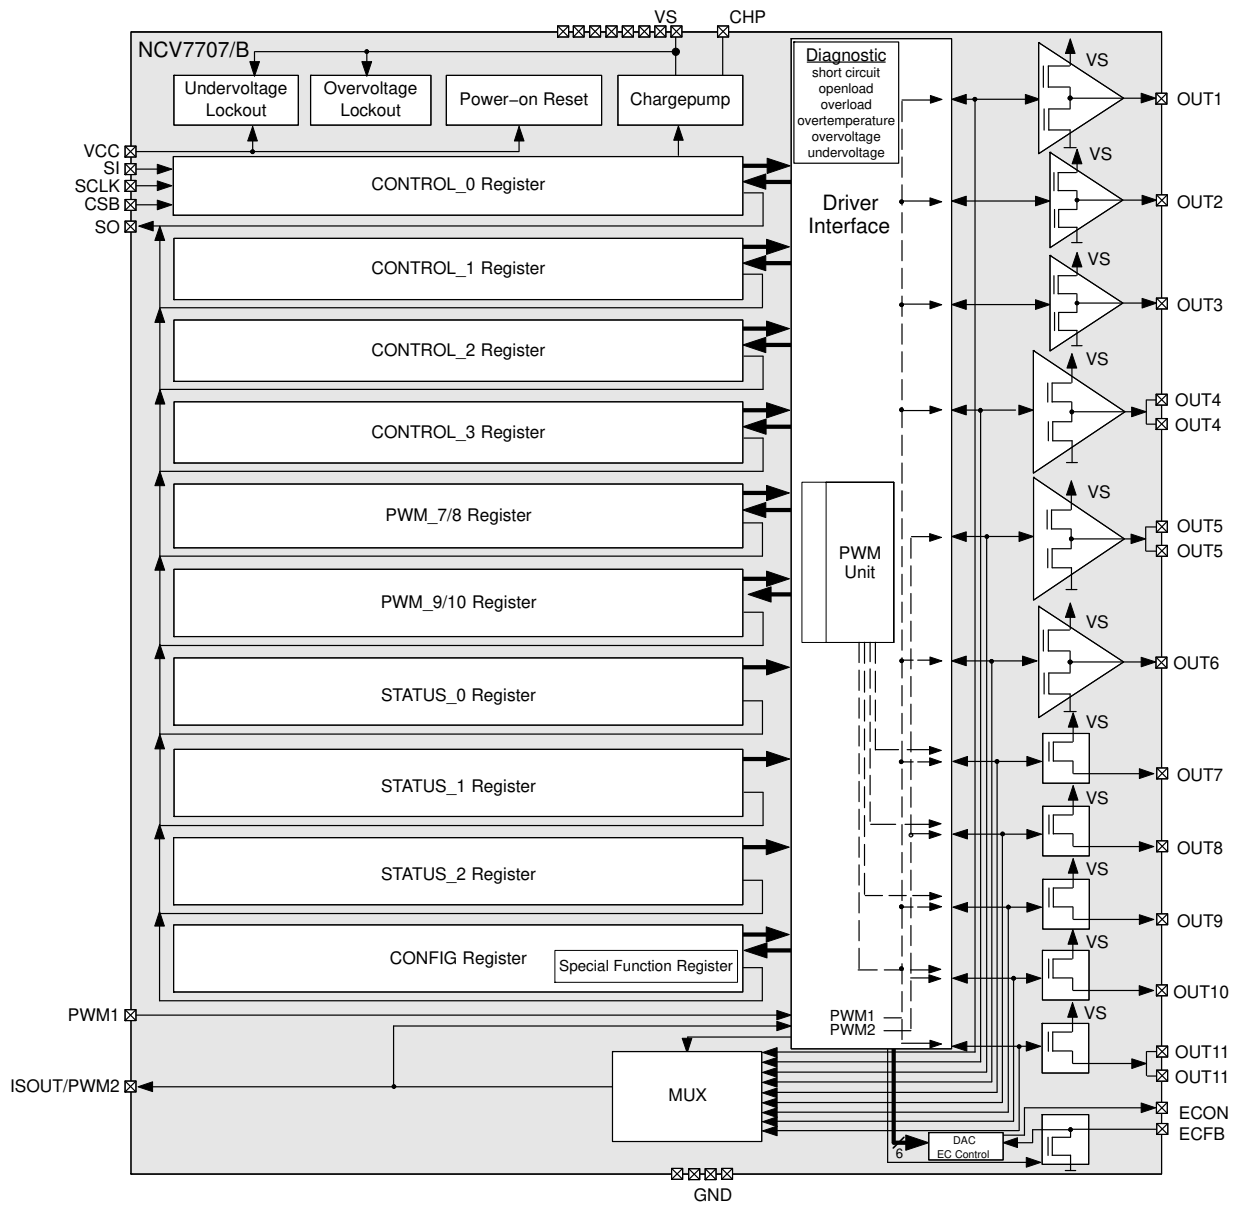 VS
CHP
NCV7707/B
Undervoltage
Lockout
Overvoltage
Lockout
Power−on Reset
Chargepump
Diagnostic
short circuit
openload
overload
overtemperature
overvoltage
undervoltage
VS
OUT1
VCC
SI
SCLK
CSB
SO
CONTROL_0 Register
Driver
Interface
VS
OUT2
CONTROL_1 Register
VS
OUT3
CONTROL_2 Register
VS
OUT4
OUT4
CONTROL_3 Register
VS
OUT5
OUT5
PWM_7/8 Register
PWM
Unit
PWM_9/10 Register
VS
OUT6
STATUS_0 Register
VS
OUT7
STATUS_1 Register
VS
OUT8
STATUS_2 Register
VS
OUT9
CONFIG Register
Special Function Register
VS
OUT10
PWM1
PWM1
PWM2
VS
OUT11
OUT11
ISOUT/PWM2
MUX
ECON
ECFB
6
DAC
EC Control
GND